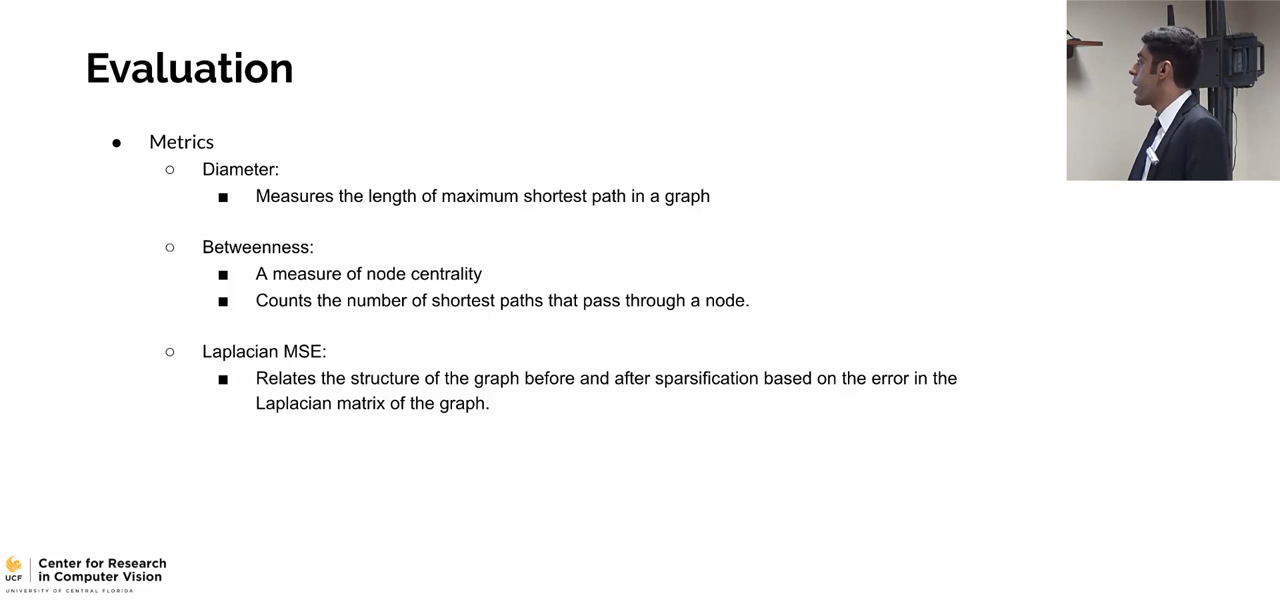 Evaluation
● Metrics
○ Diameter:
■ Measures the length of maximum shortest path in a graph
○ Betweenness:
■ A measure of node centrality
■ Counts the number of shortest paths that pass through a node.
○ Laplacian MSE:
■ Relates the structure of the graph before and after sparsification based on the error in the
Laplacian matrix of the graph.
UCF
Center for Research
in Computer Vision
UNIVERSITY OF CENTRAL FLORIDA